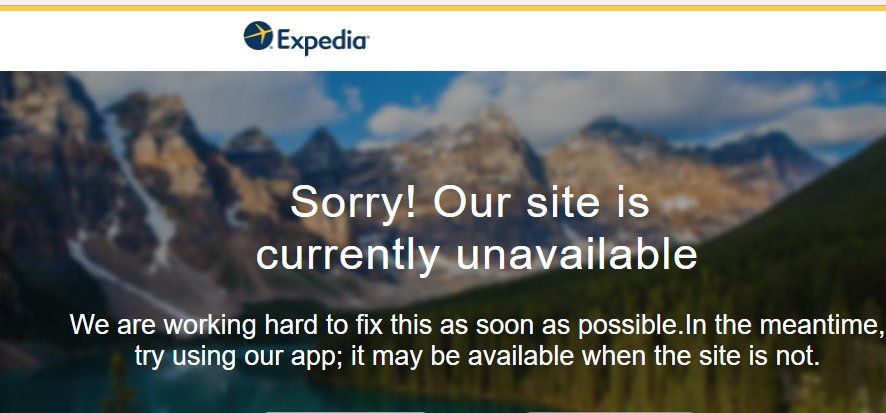 Expedia
Sorry! Our site is
currently unavailable
We are working hard to fix this as soon as possible.In the meantime,
try using our app; it may be available when the site is not.